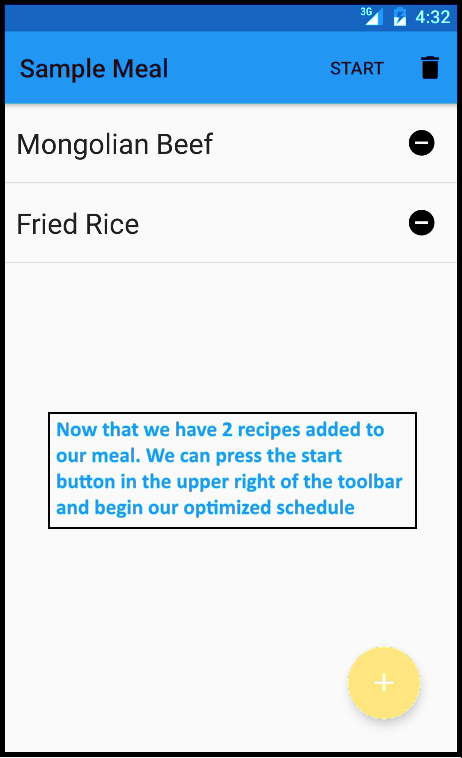 3G 4:32
Sample Meal START
Mongolian Beef
Fried Rice
Now that we have 2 recipes added to
our meal. We can press the start
button in the upper right of the toolbar
and begin our optimized schedule